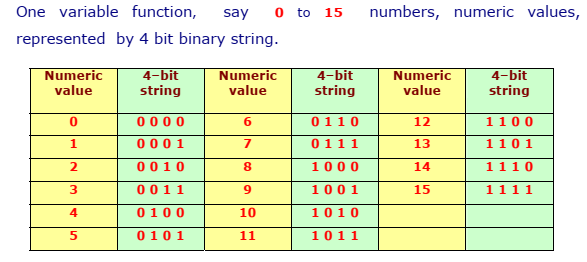 One variable function, say 0 to 15 numbers, numeric values,
represented by 4 bit binary string.
Numeric value 4–bit string Numeric value 4–bit string Numeric value 4–bit string
0 0 0 0 0 6 0 1 1 0 12 1 1 0 0
1 0 0 0 1 7 0 1 1 1 13 1 1 0 1
2 0 0 1 0 8 1 0 0 0 14 1 1 1 0
3 0 0 1 1 9 1 0 0 1 15 1 1 1 1
4 0 1 0 0 10 1 0 1 0
5 0 1 0 1 11 1 0 1 1